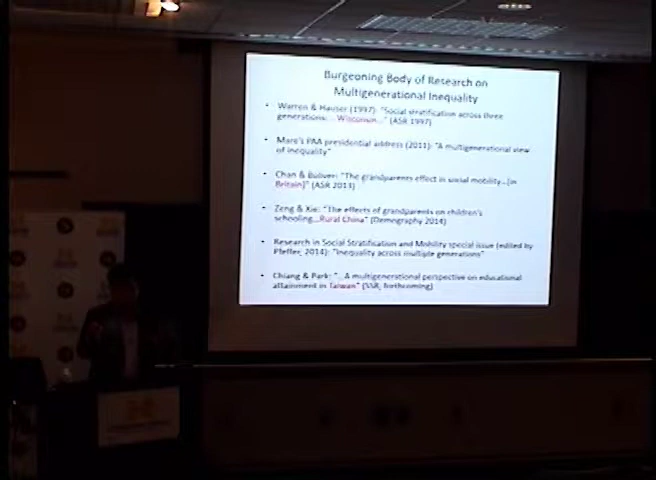 Burgeoning Body of Research on
Multigenerational Inequality
• Warren & Hauser (1997): "Social stratification across three
generations: ... Wisconsin..." (ASR 1997)
• Mare's PAA presidential address (2011): "A multigenerational view
of inequality"
• Chan & Boliver: "The grandparents effect in social mobility...[in
Britain]" (ASR 2013)
• Zeng & Xie: "The effects of grandparents on children's
schooling...Rural China" (Demography 2014)
• Research in Social Stratification and Mobility special issue (edited by
Pfeffer, 2014): "Inequality across multiple generations"
• Chiang & Park: "... A multigenerational perspective on educational
attainment in Taiwan" (SSR, forthcoming)